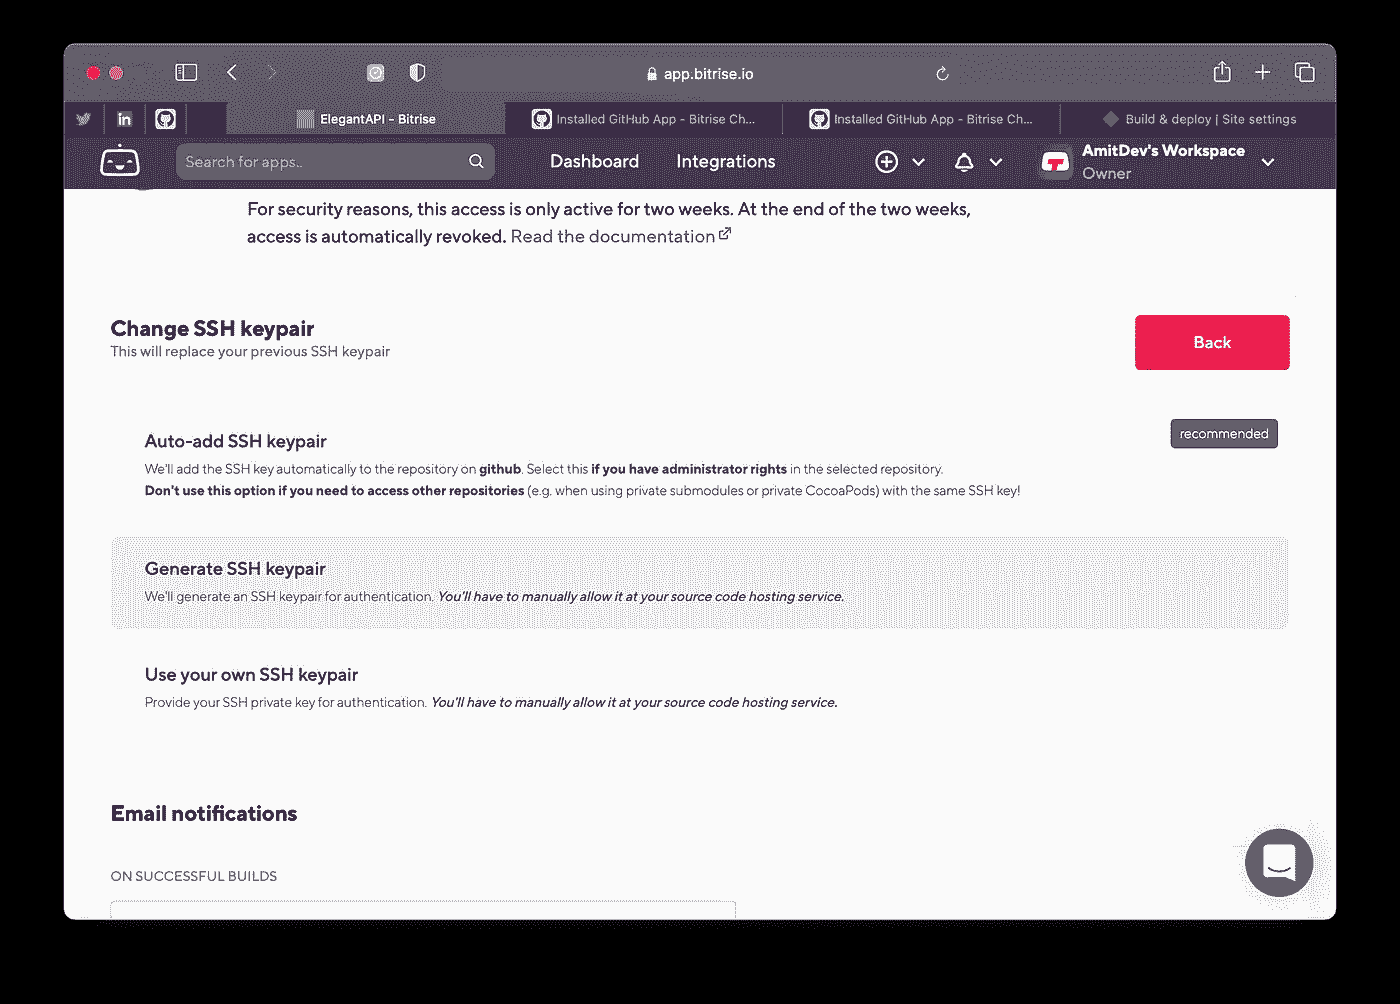 app.bitrise.io
in
ElegantAPI – Bitrise
Installed GitHub App - Bitrise Ch...
Installed GitHub App - Bitrise Ch...
Build & deploy | Site settings
Search for apps..
Dashboard
Integrations
AmitDev's Workspace
Owner
For security reasons, this access is only active for two weeks. At the end of the two weeks,
access is automatically revoked. Read the documentation
Change SSH keypair
This will replace your previous SSH keypair
Back
Auto-add SSH keypair
recommended
We'll add the SSH key automatically to the repository on github. Select this if you have administrator rights in the selected repository.
Don't use this option if you need to access other repositories (e.g. when using private submodules or private CocoaPods) with the same SSH key!
Generate SSH keypair
We'll generate an SSH keypair for authentication. You'll have to manually allow it at your source code hosting service.
Use your own SSH keypair
Provide your SSH private key for authentication. You'll have to manually allow it at your source code hosting service.
Email notifications
ON SUCCESSFUL BUILDS